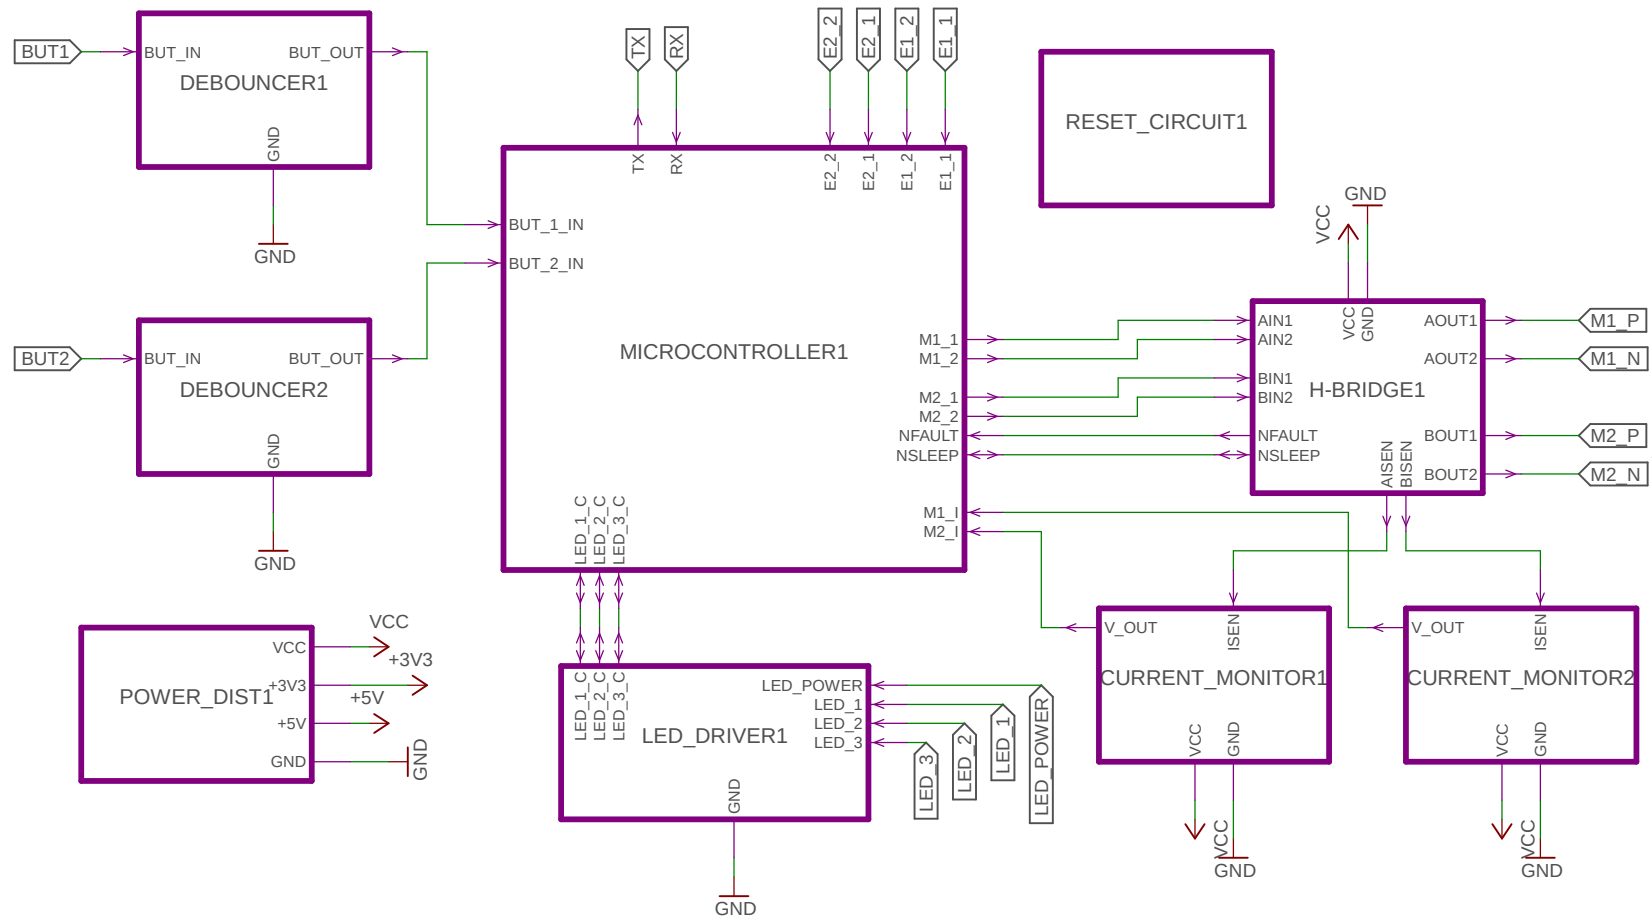 BUT1
BUT_IN
BUT_OUT
DEBOUNCER1
GND
GND
BUT2
BUT_IN
BUT_OUT
DEBOUNCER2
GND
GND
POWER_DIST1
VCC
+3V3
+5V
GND
VCC
+3V3
+5V
GND
TX
RX
E2_2
E2_1
E1_2
E1_1
TX
RX
E2_2
E2_1
E1_2
E1_1
BUT_1_IN
BUT_2_IN
MICROCONTROLLER1
M1_1
M1_2
M2_1
M2_2
NFAULT
NSLEEP
M1_I
M2_I
LED_1_C
LED_2_C
LED_3_C
LED_1_C
LED_2_C
LED_3_C
LED_POWER
LED_1
LED_2
LED_3
LED_DRIVER1
GND
GND
LED_3
LED_2
LED_1
LED_POWER
RESET_CIRCUIT1
VCC
GND
VCC
GND
AIN1
AIN2
BIN1
BIN2
NFAULT
NSLEEP
H-BRIDGE1
AISEN
BISEN
AOUT1
AOUT2
BOUT1
BOUT2
M1_P
M1_N
M2_P
M2_N
V_OUT
ISEN
CURRENT_MONITOR1
VCC
GND
VCC
GND
V_OUT
ISEN
CURRENT_MONITOR2
VCC
GND
VCC
GND